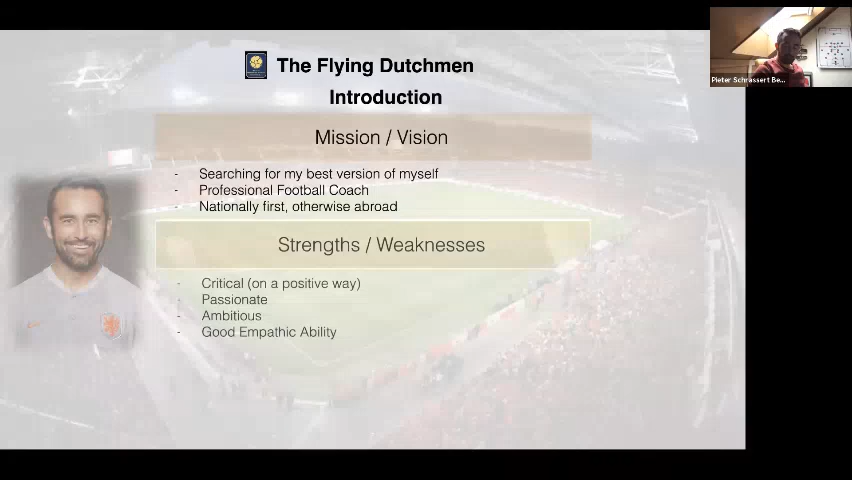 The Flying Dutchmen
Introduction
Mission / Vision
- Searching for my best version of myself
- Professional Football Coach
- Nationally first, otherwise abroad
Strengths / Weaknesses
- Critical (on a positive way)
- Passionate
- Ambitious
- Good Empathic Ability
Pieter Schrassert Be...